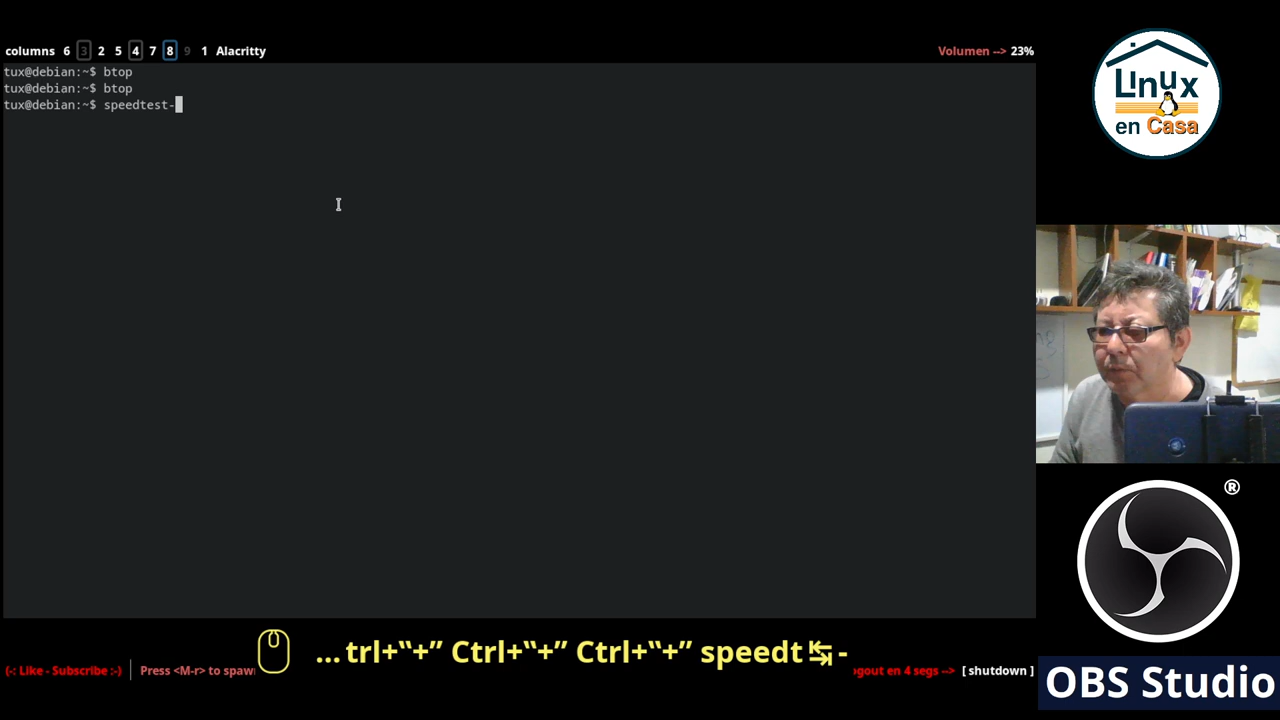 columns 6 3 2 5 4 7 8 9 1 Alacritty
Volumen --> 23%
tux@debian:~$ btop
tux@debian:~$ btop
tux@debian:~$ speedtest-
Linux
en Casa
®
... trl+“+” Ctrl+“+” Ctrl+“+” speedt ↹ -
(-: Like - Subscribe :-)
Press <M-r> to spaw
ogout en 4 segs -->
[ shutdown ]
OBS Studio